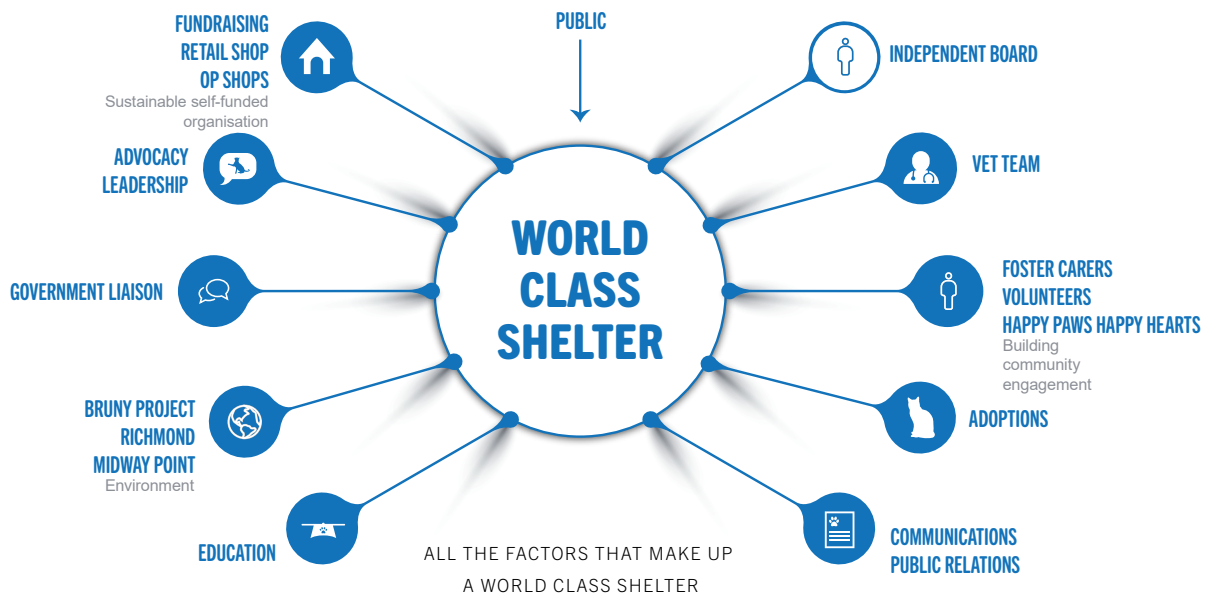 PUBLIC
FUNDRAISING
RETAIL SHOP
OP SHOPS
Sustainable self-funded
organisation
ADVOCACY
LEADERSHIP
GOVERNMENT LIAISON
BRUNY PROJECT
RICHMOND
MIDWAY POINT
Environment
EDUCATION
WORLD
CLASS
SHELTER
INDEPENDENT BOARD
VET TEAM
FOSTER CARERS
VOLUNTEERS
HAPPY PAWS HAPPY HEARTS
Building
community
engagement
ADOPTIONS
COMMUNICATIONS
PUBLIC RELATIONS
ALL THE FACTORS THAT MAKE UP
A WORLD CLASS SHELTER